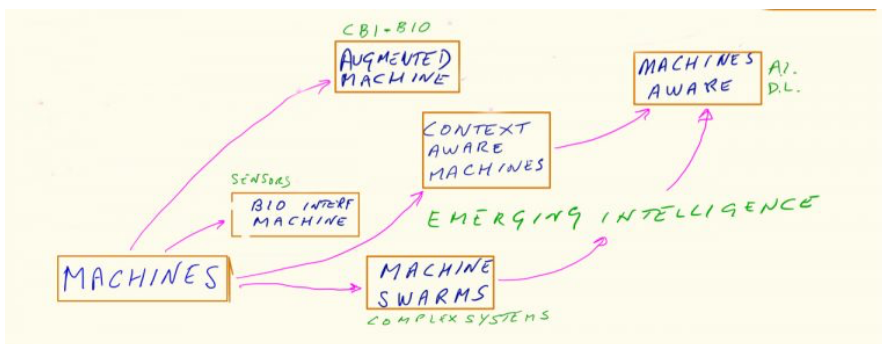 CBI-BIO
AUGMENTED
MACHINE
MACHINES
AWARE
A.I.
D.L.
CONTEXT
AWARE
MACHINES
SENSORS
BIO INTERF
MACHINE
EMERGING INTELLIGENCE
MACHINES
MACHINE
SWARMS
COMPLEX SYSTEMS